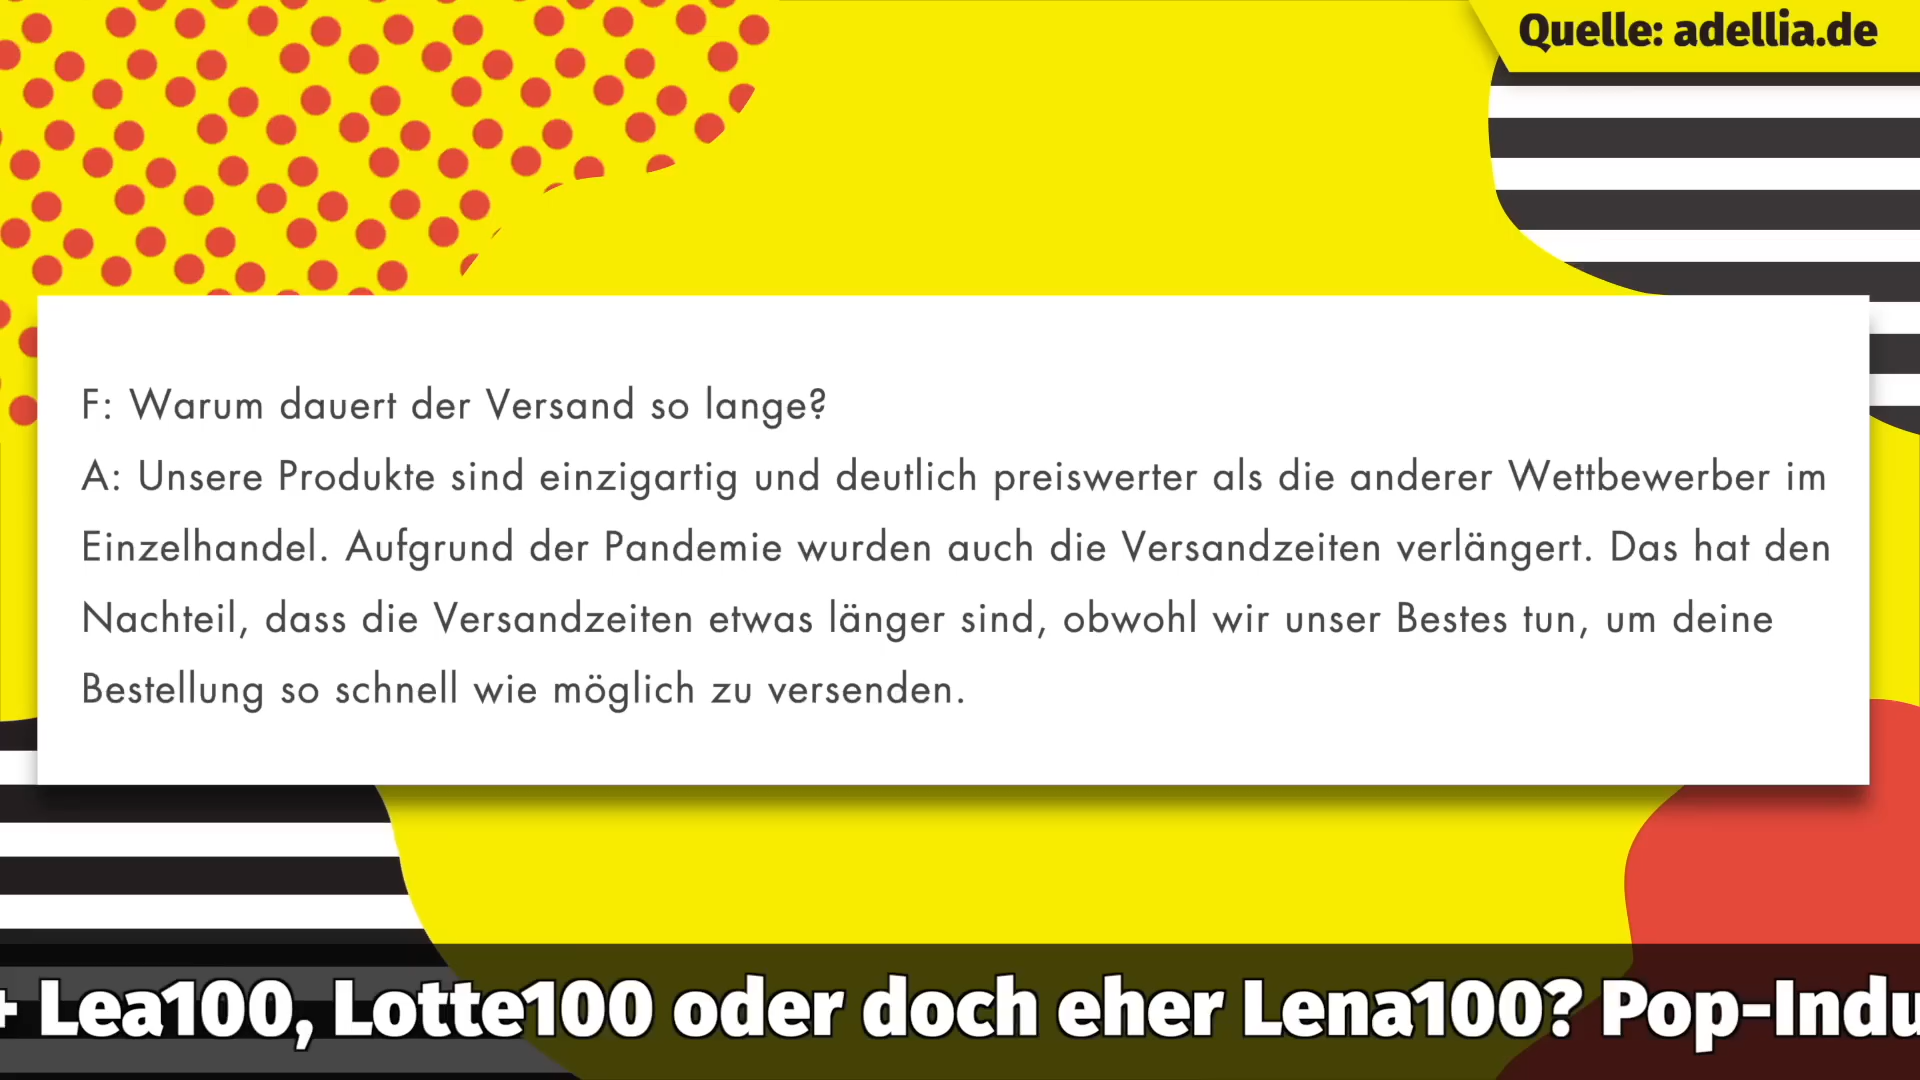 Quelle: adellia.de
F: Warum dauert der Versand so lange?
A: Unsere Produkte sind einzigartig und deutlich preiswerter als die anderer Wettbewerber im
Einzelhandel. Aufgrund der Pandemie wurden auch die Versandzeiten verlängert. Das hat den
Nachteil, dass die Versandzeiten etwas länger sind, obwohl wir unser Bestes tun, um deine
Bestellung so schnell wie möglich zu versenden.
+ Lea100, Lotte100 oder doch eher Lena100? Pop-Indu